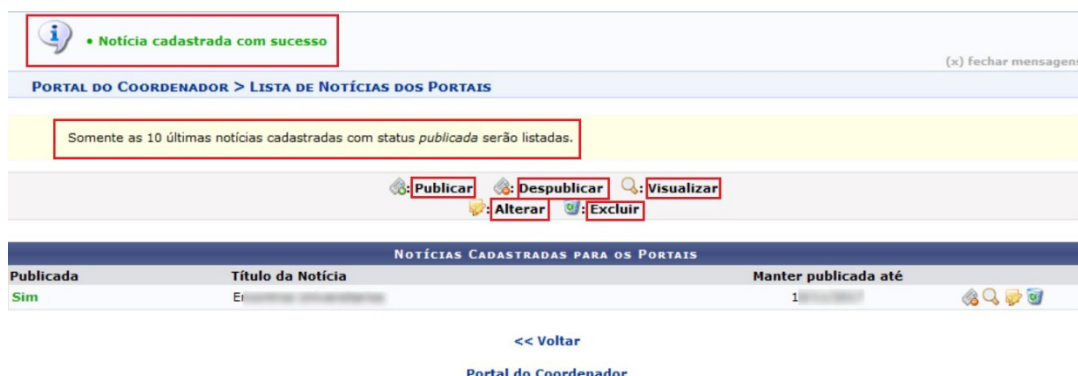 • Notícia cadastrada com sucesso
(x) fechar mensagens
PORTAL DO COORDENADOR > LISTA DE NOTÍCIAS DOS PORTAIS
Somente as 10 últimas notícias cadastradas com status publicada serão listadas.
: Publicar : Despublicar : Visualizar
: Alterar : Excluir
NOTÍCIAS CADASTRADAS PARA OS PORTAIS
Publicada Título da Notícia Manter publicada até
Sim
<< Voltar
Portal do Coordenador